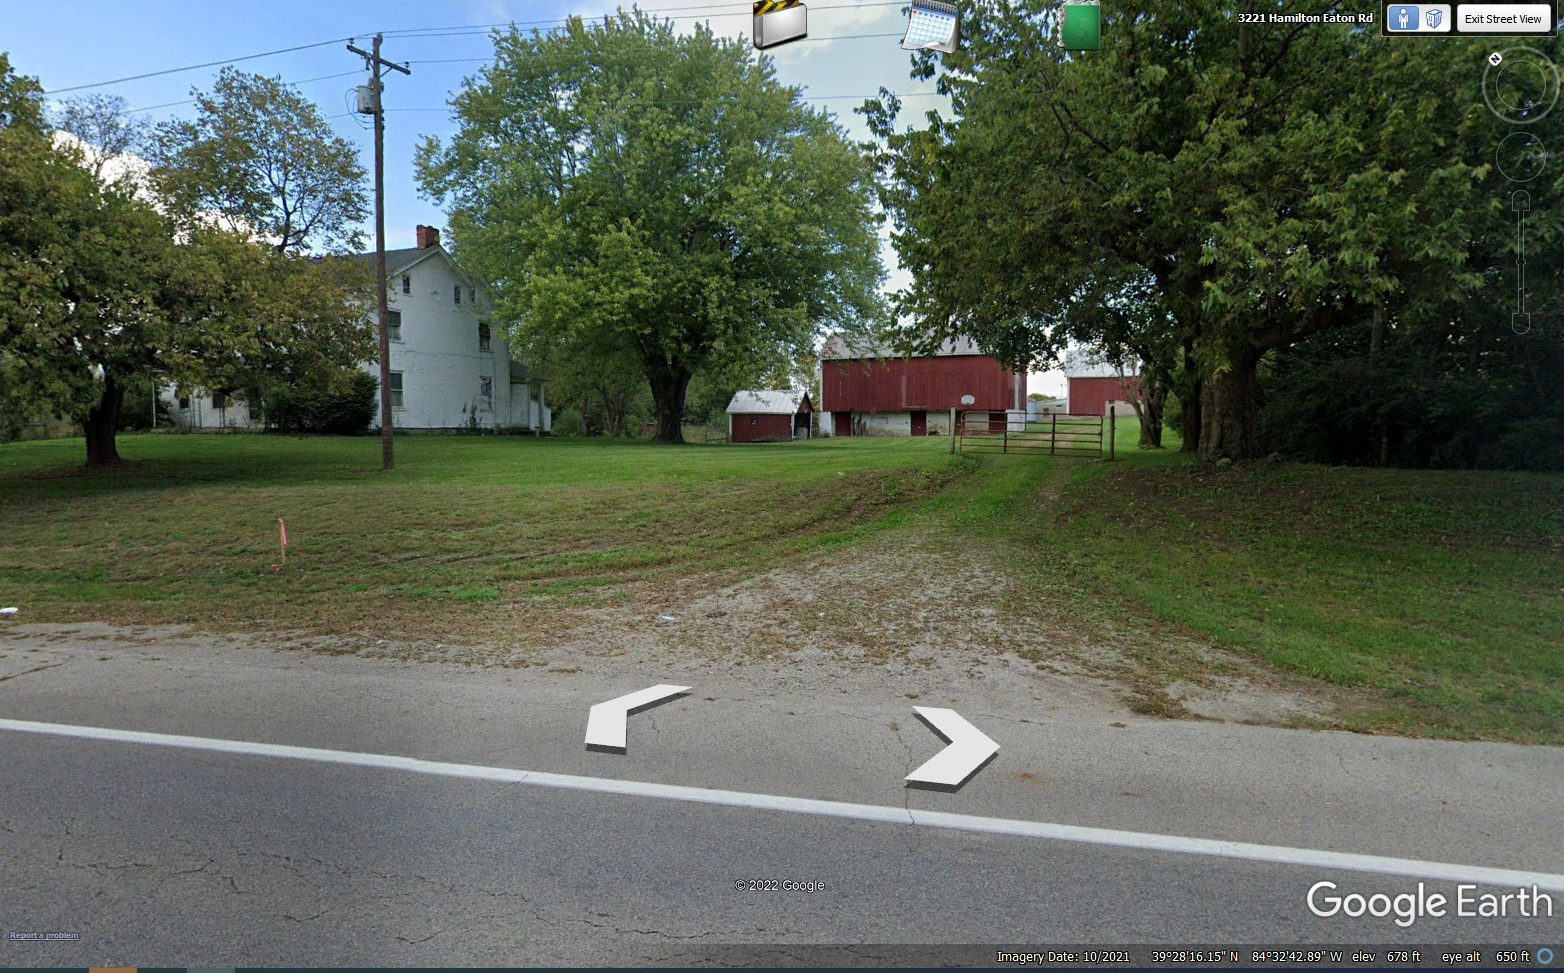 3221 Hamilton Eaton Rd
Exit Street View
N
© 2022 Google
Google Earth
Report a problem
Imagery Date: 10/2021 39°28'16.15" N 84°32'42.89" W elev 678 ft eye alt 650 ft